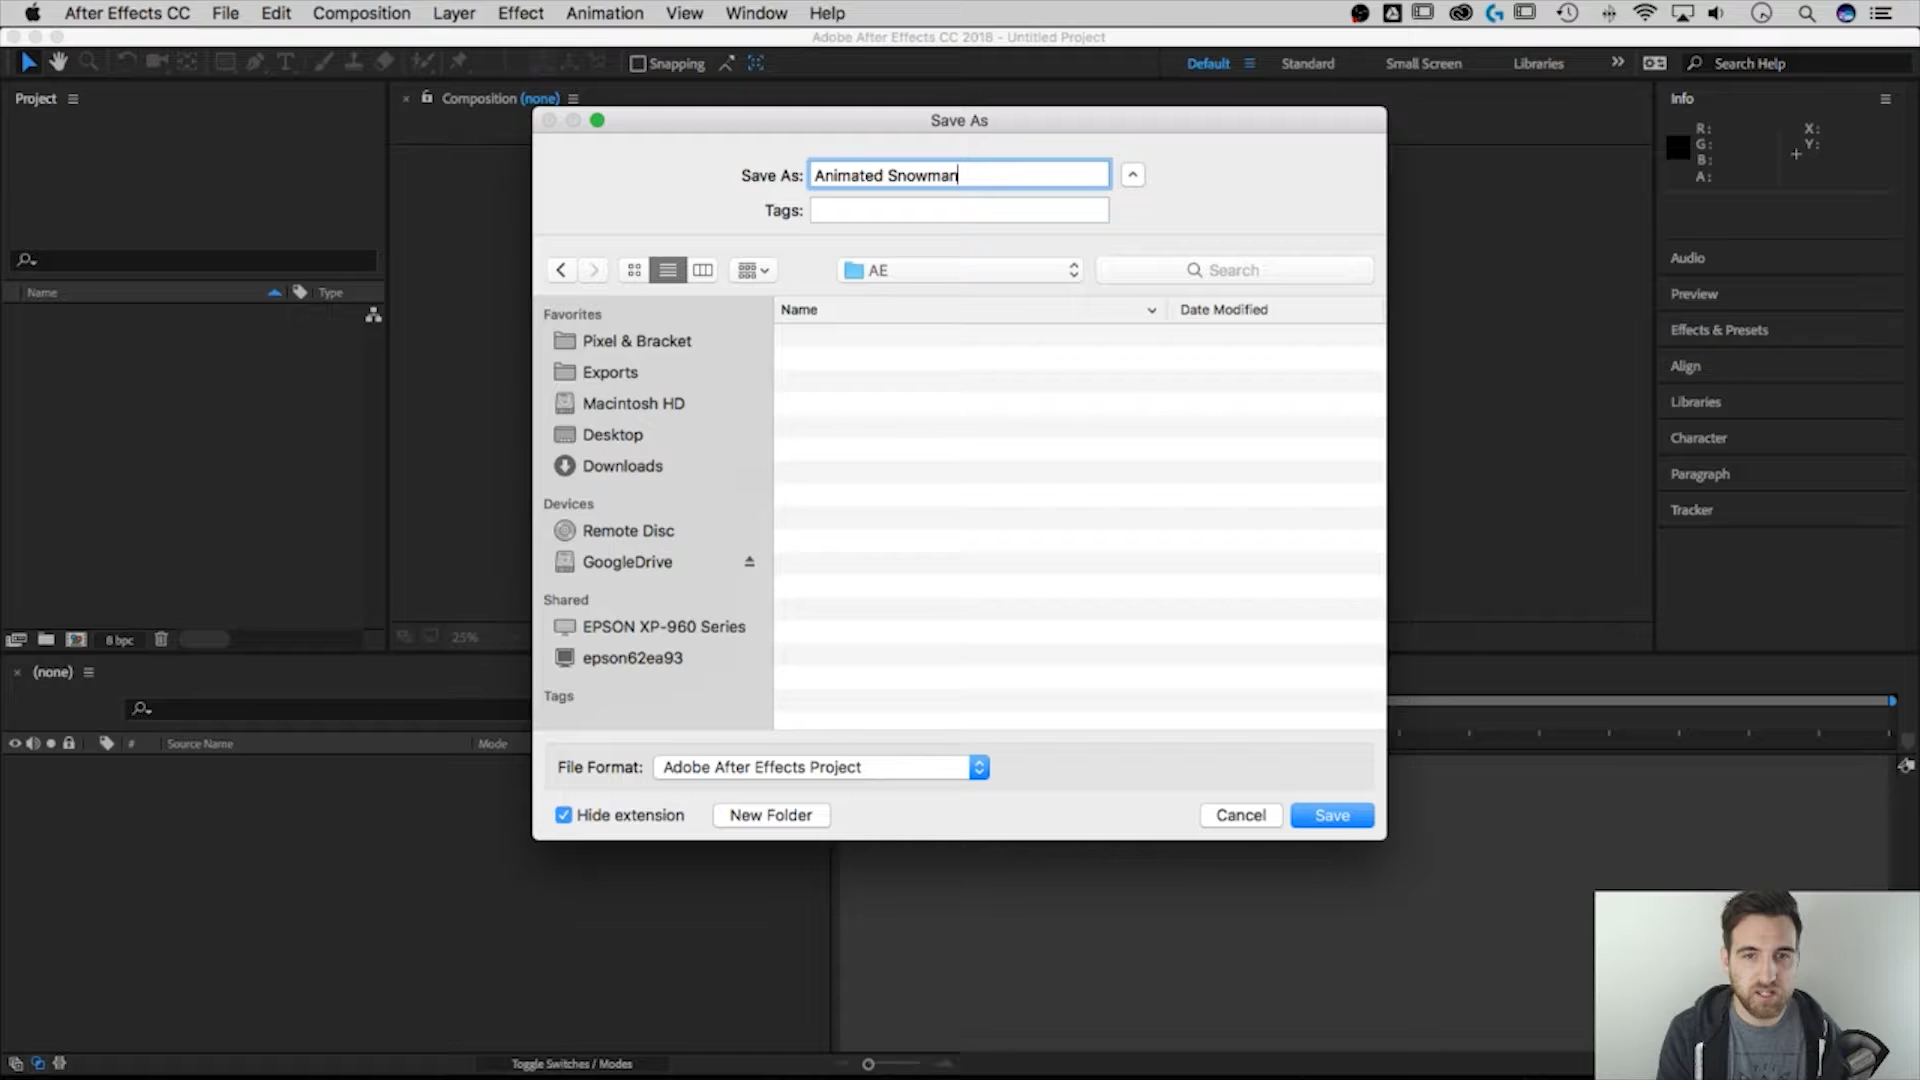 After Effects CC File Edit Composition Layer Effect Animation View Window Help
Adobe After Effects CC 2018 - Untitled Project
Snapping Default Standard Small Screen Libraries Search Help
Project
Composition (none)
Info
R:
G:
B:
A:
X:
Y:
Save As
Save As: Animated Snowman
Tags:
AE
Search
Name Type
Favorites
Pixel & Bracket
Exports
Macintosh HD
Desktop
Downloads
Devices
Remote Disc
GoogleDrive
Shared
EPSON XP-960 Series
epson62ea93
Tags
Name Date Modified
Audio
Preview
Effects & Presets
Align
Libraries
Character
Paragraph
Tracker
8 bpc
25%
(none)
# Source Name Mode
File Format: Adobe After Effects Project
Hide extension New Folder Cancel Save
Toggle Switches / Modes